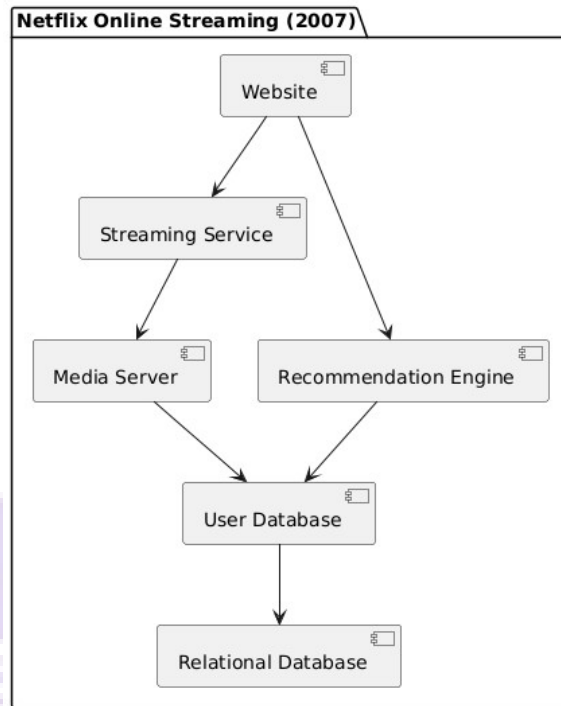 Netflix Online Streaming (2007)
Website
Streaming Service
Media Server
Recommendation Engine
User Database
Relational Database